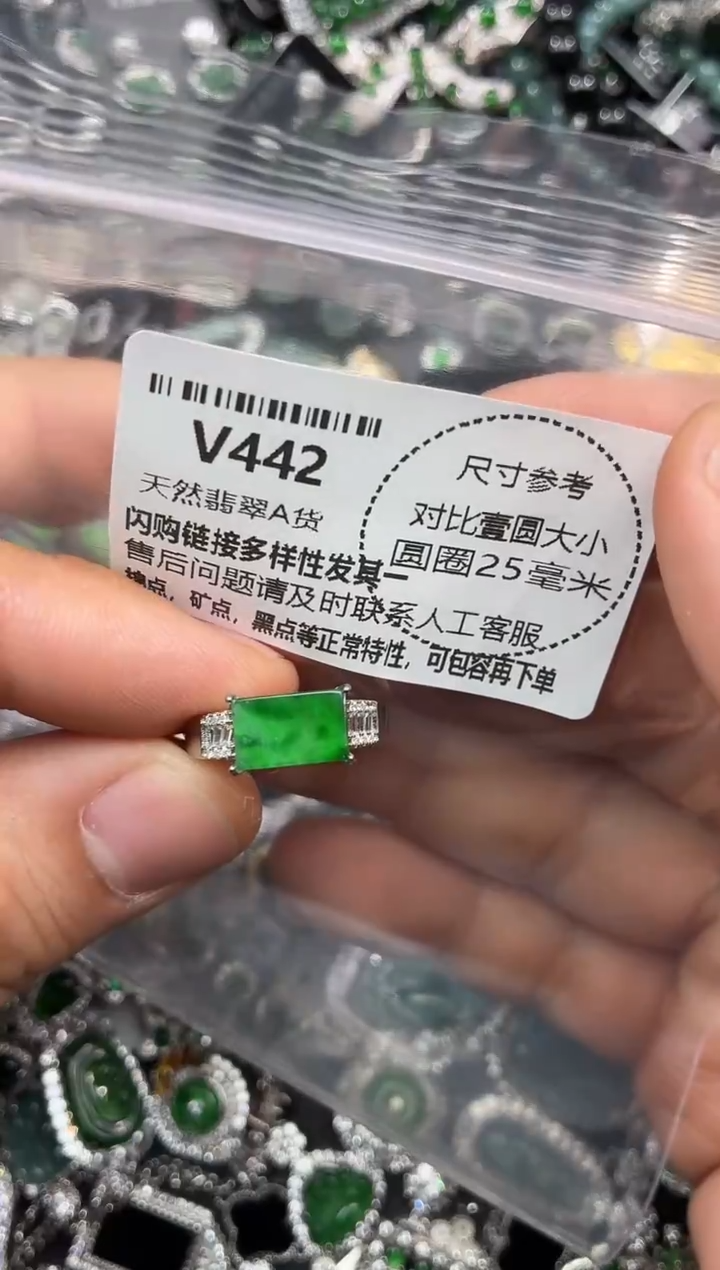 V442
天然翡翠A货
闪购链接多样性发其一
售后问题请及时联系人工客服
棉点，矿点，黑点等正常特性，可包容再下单
尺寸参考
对比壹圆大小
圆圈25毫米